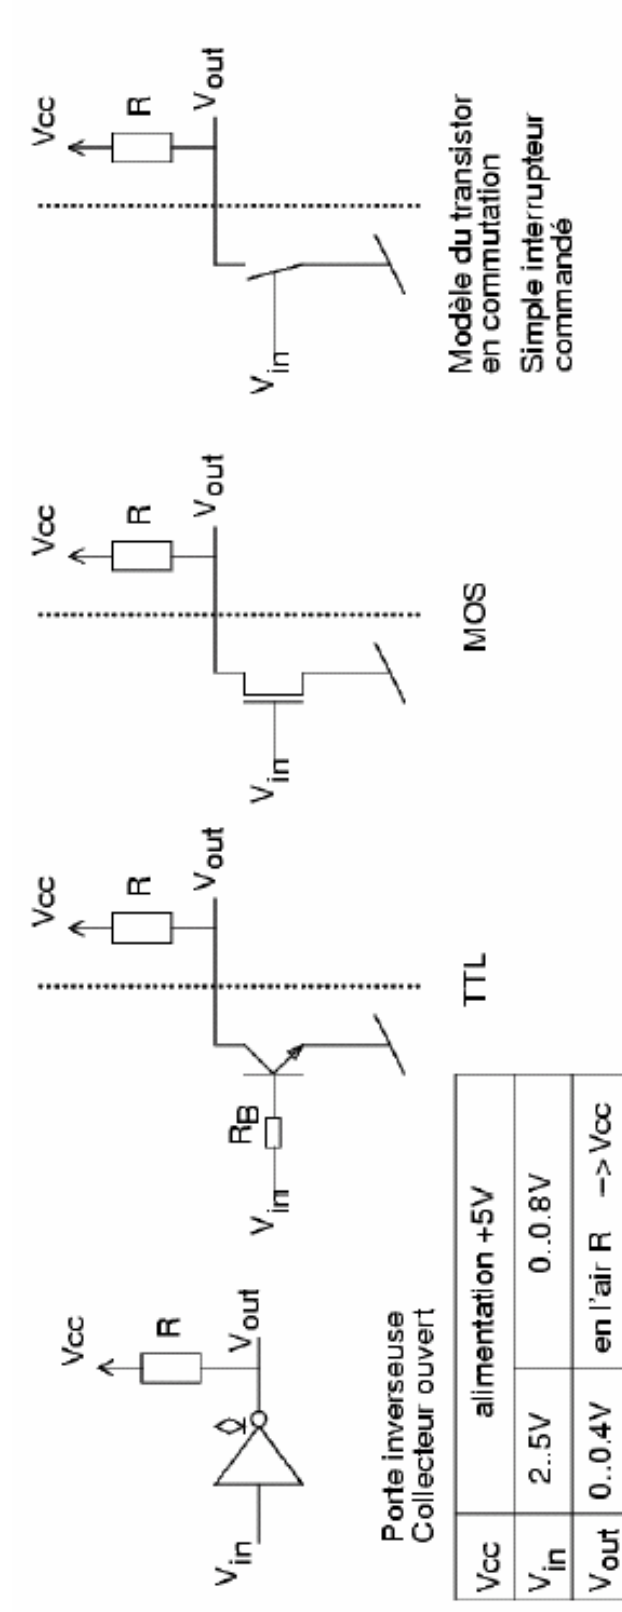 Vcc
R
Vin
Vout
Porte inverseuse
Collecteur ouvert
Vcc
R
RB
Vin
Vout
TTL
Vcc
R
Vin
Vout
MOS
Vcc
R
Vin
Vout
Modèle du transistor
en commutation
Simple interrupteur
commandé
Vcc alimentation +5V
Vin 2..5V 0..0.8V
Vout 0..0.4V en l'air R –> Vcc